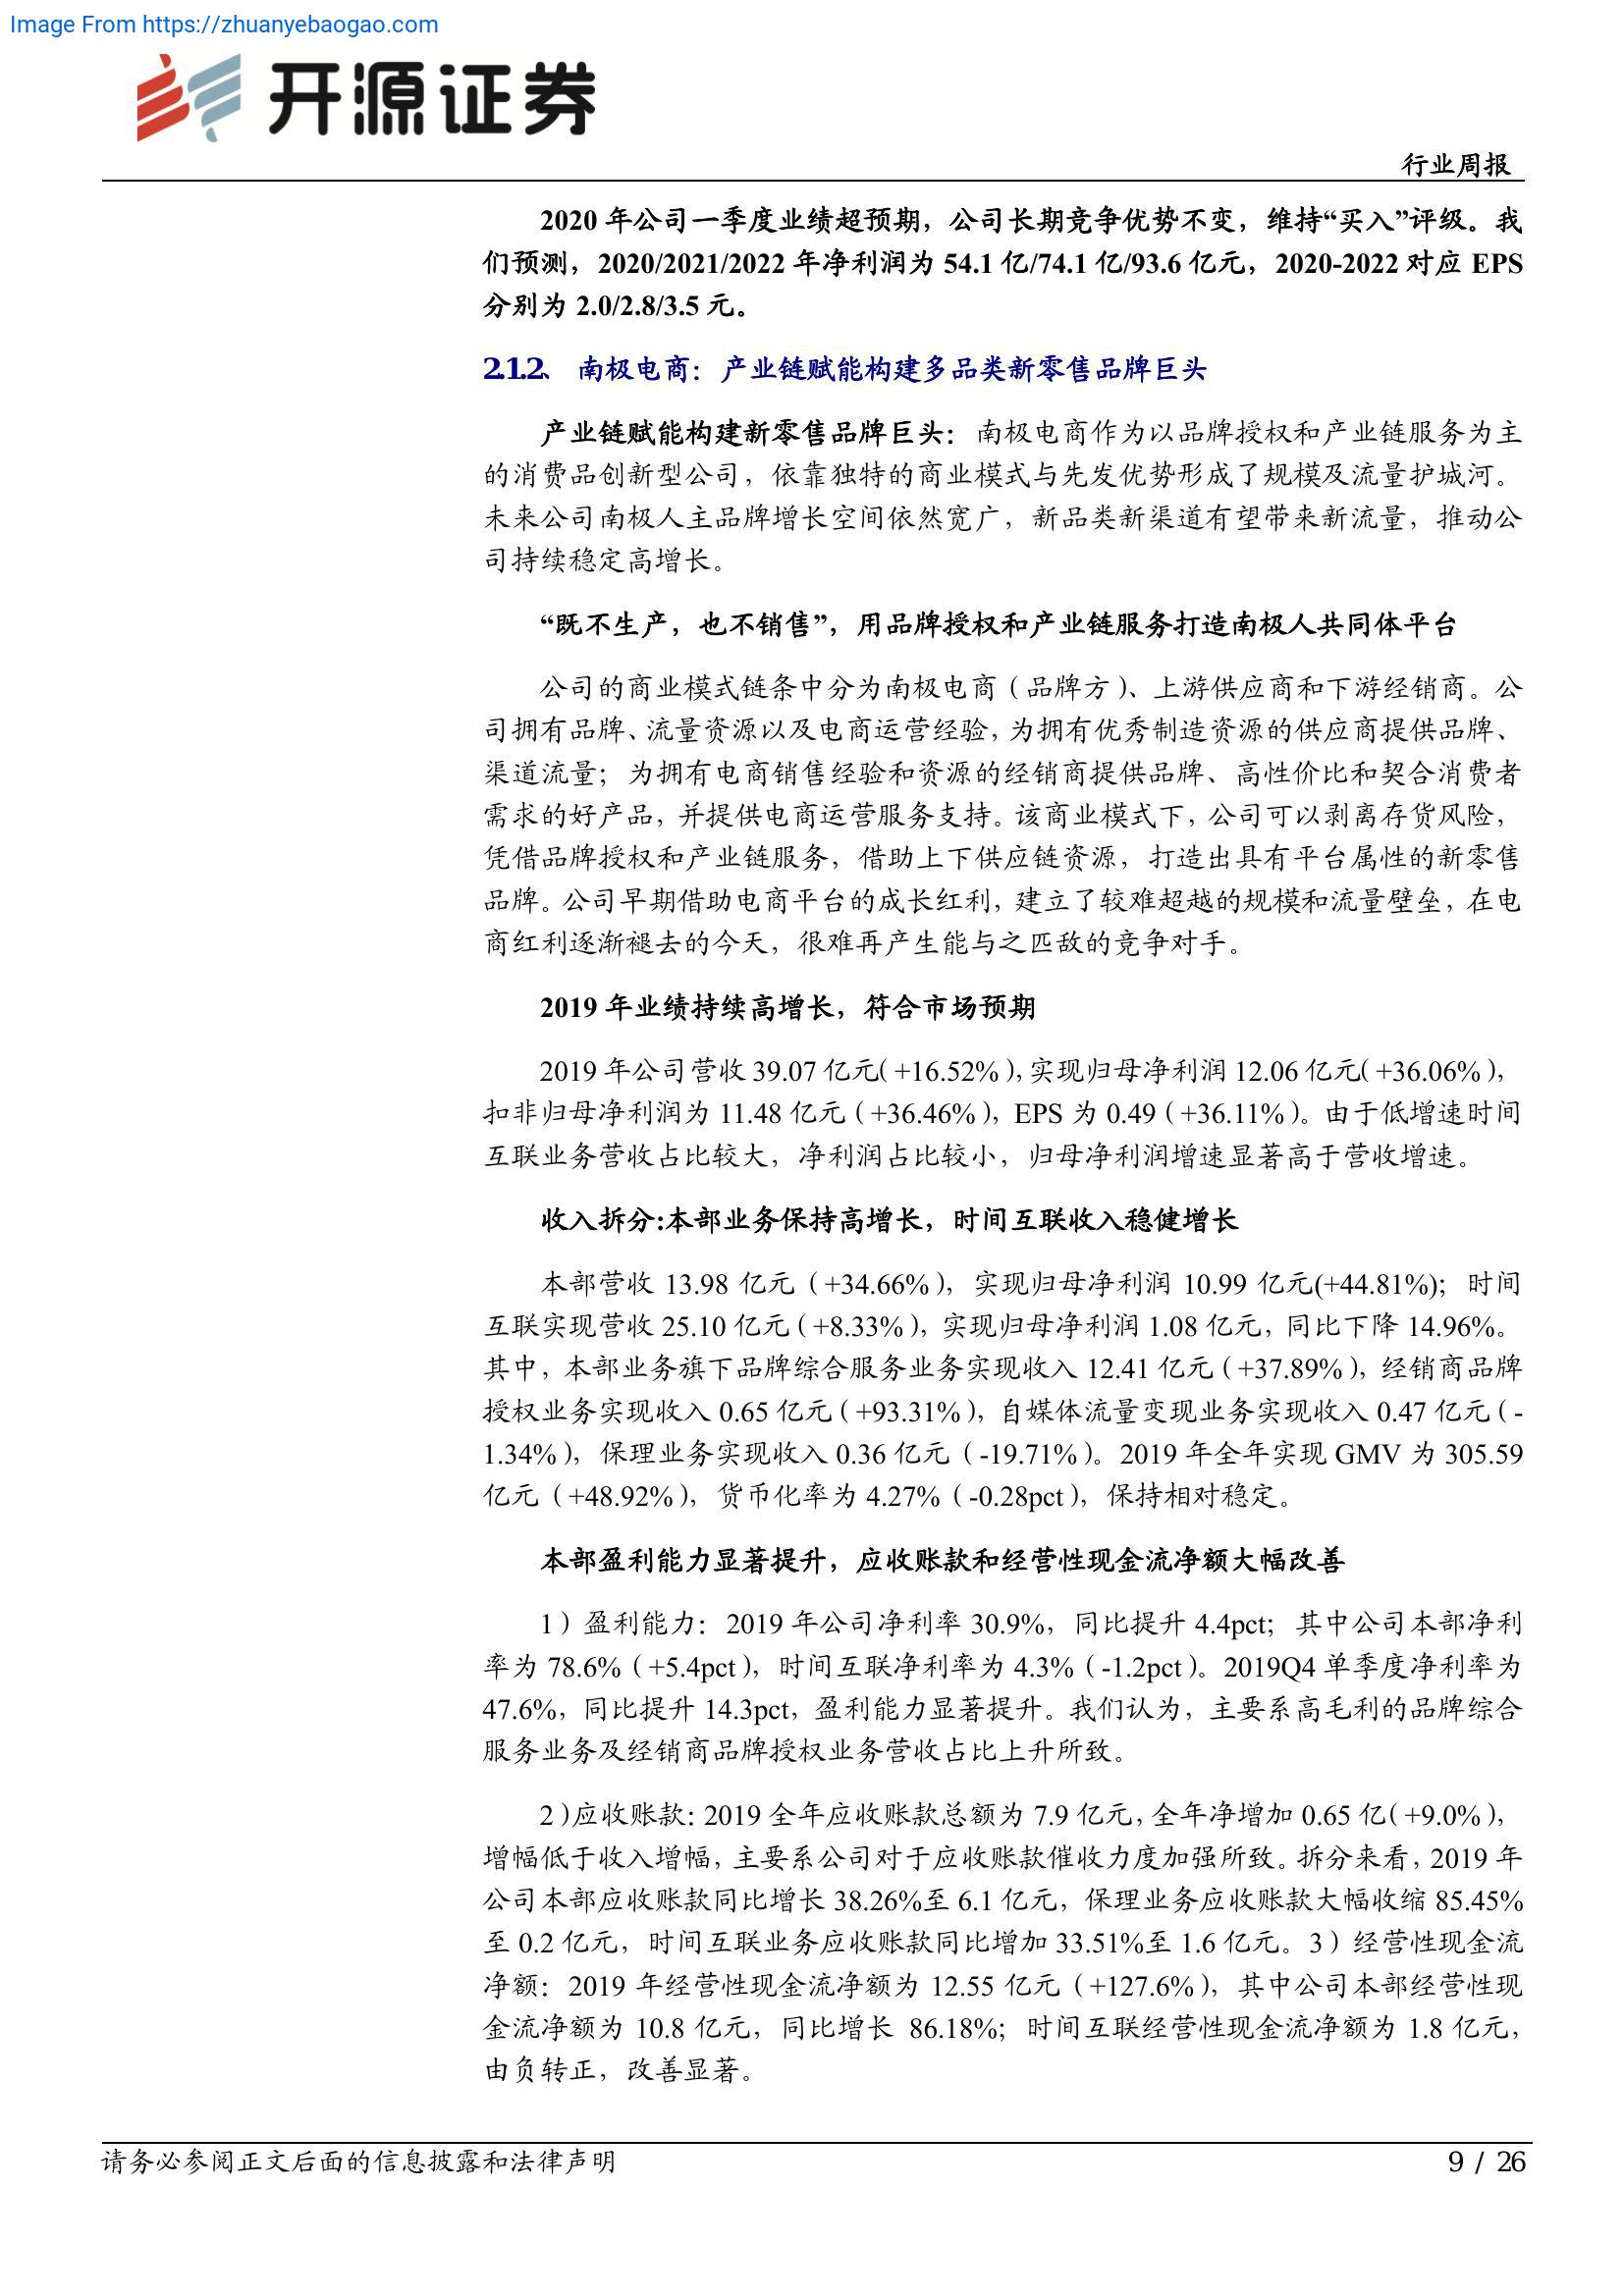 Image From https://zhuanyebaogao.com
开源证券
行业周报
2020 年公司一季度业绩超预期，公司长期竞争优势不变，维持“买入”评级。我
们预测，2020/2021/2022 年净利润为 54.1 亿/74.1 亿/93.6 亿元，2020-2022 对应 EPS
分别为 2.0/2.8/3.5 元。
2.1.2、 南极电商：产业链赋能构建多品类新零售品牌巨头
产业链赋能构建新零售品牌巨头：南极电商作为以品牌授权和产业链服务为主
的消费品创新型公司，依靠独特的商业模式与先发优势形成了规模及流量护城河。
未来公司南极人主品牌增长空间依然宽广，新品类新渠道有望带来新流量，推动公
司持续稳定高增长。
“既不生产，也不销售”，用品牌授权和产业链服务打造南极人共同体平台
公司的商业模式链条中分为南极电商（品牌方）、上游供应商和下游经销商。公
司拥有品牌、流量资源以及电商运营经验，为拥有优秀制造资源的供应商提供品牌、
渠道流量；为拥有电商销售经验和资源的经销商提供品牌、高性价比和契合消费者
需求的好产品，并提供电商运营服务支持。该商业模式下，公司可以剥离存货风险，
凭借品牌授权和产业链服务，借助上下供应链资源，打造出具有平台属性的新零售
品牌。公司早期借助电商平台的成长红利，建立了较难超越的规模和流量壁垒，在电
商红利逐渐褪去的今天，很难再产生能与之匹敌的竞争对手。
2019 年业绩持续高增长，符合市场预期
2019 年公司营收 39.07 亿元（+16.52%），实现归母净利润 12.06 亿元（+36.06%），
扣非归母净利润为 11.48 亿元（+36.46%），EPS 为 0.49（+36.11%）。由于低增速时间
互联业务营收占比较大，净利润占比较小，归母净利润增速显著高于营收增速。
收入拆分:本部业务保持高增长，时间互联收入稳健增长
本部营收 13.98 亿元（+34.66%），实现归母净利润 10.99 亿元(+44.81%)；时间
互联实现营收 25.10 亿元（+8.33%），实现归母净利润 1.08 亿元，同比下降 14.96%。
其中，本部业务旗下品牌综合服务业务实现收入 12.41 亿元（+37.89%），经销商品牌
授权业务实现收入 0.65 亿元（+93.31%），自媒体流量变现业务实现收入 0.47 亿元（-
1.34%），保理业务实现收入 0.36 亿元（-19.71%）。2019 年全年实现 GMV 为 305.59
亿元（+48.92%），货币化率为 4.27%（-0.28pct），保持相对稳定。
本部盈利能力显著提升，应收账款和经营性现金流净额大幅改善
1）盈利能力：2019 年公司净利率 30.9%，同比提升 4.4pct；其中公司本部净利
率为 78.6%（+5.4pct），时间互联净利率为 4.3%（-1.2pct）。2019Q4 单季度净利率为
47.6%，同比提升 14.3pct，盈利能力显著提升。我们认为，主要系高毛利的品牌综合
服务业务及经销商品牌授权业务营收占比上升所致。
2）应收账款：2019 全年应收账款总额为 7.9 亿元，全年净增加 0.65 亿（+9.0%），
增幅低于收入增幅，主要系公司对于应收账款催收力度加强所致。拆分来看，2019 年
公司本部应收账款同比增长 38.26%至 6.1 亿元，保理业务应收账款大幅收缩 85.45%
至 0.2 亿元，时间互联业务应收账款同比增加 33.51%至 1.6 亿元。3）经营性现金流
净额：2019 年经营性现金流净额为 12.55 亿元（+127.6%），其中公司本部经营性现
金流净额为 10.8 亿元，同比增长 86.18%；时间互联经营性现金流净额为 1.8 亿元，
由负转正，改善显著。
请务必参阅正文后面的信息披露和法律声明
9 / 26